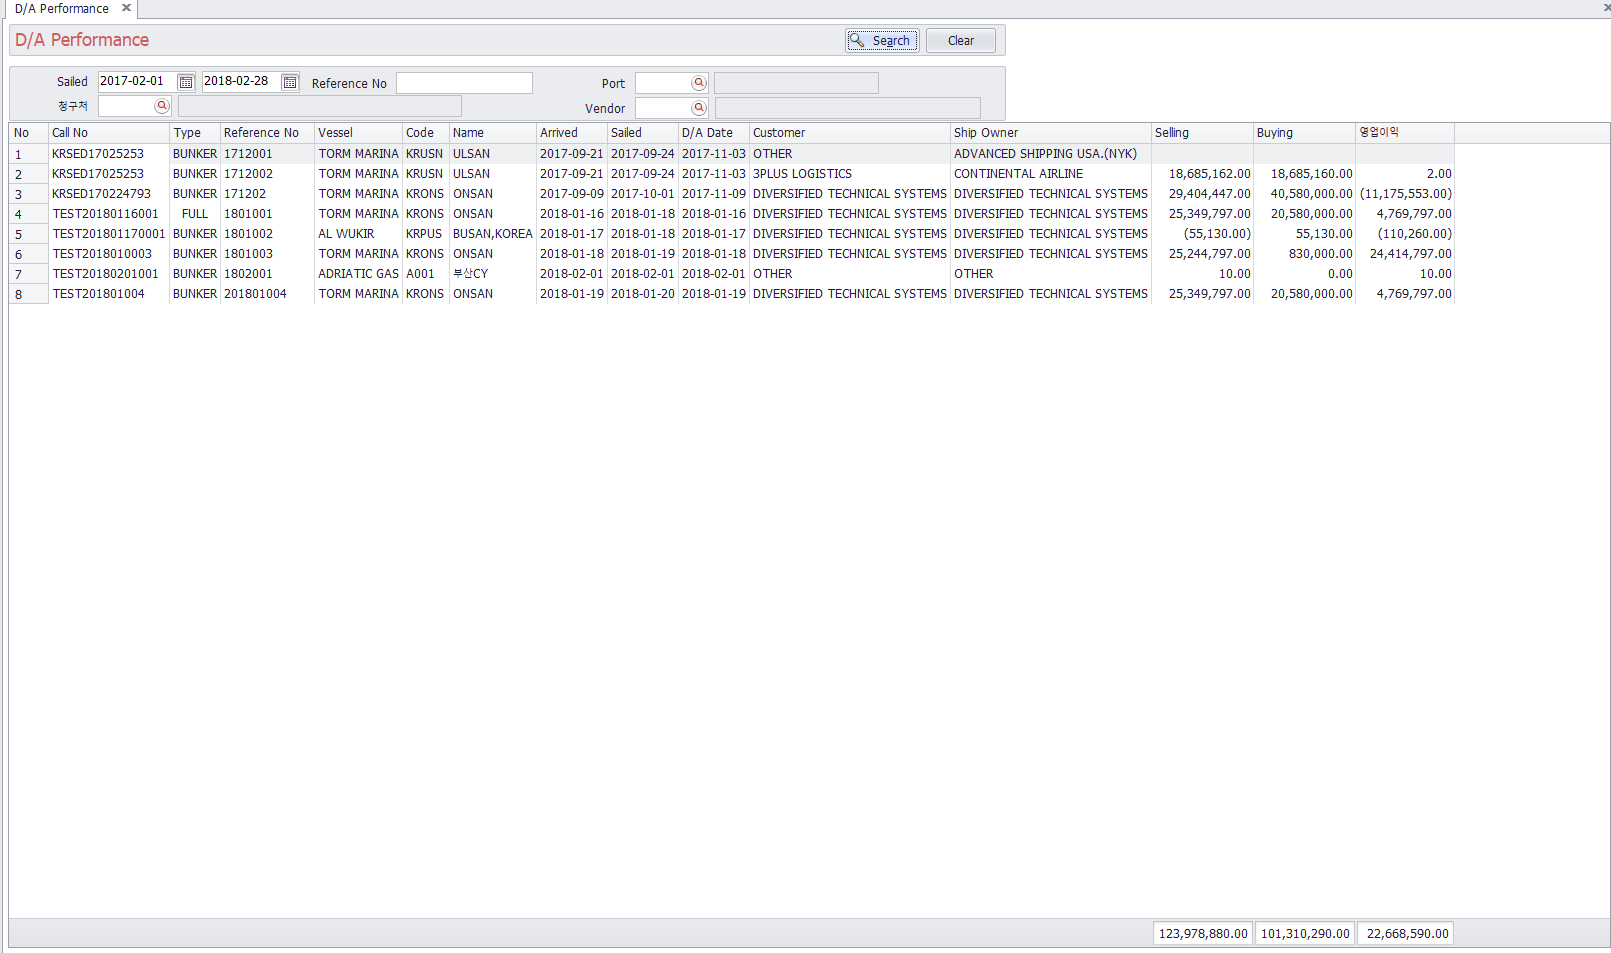 D/A Performance
D/A Performance Search Clear
Sailed 2017-02-01 2018-02-28 Reference No Port
청구처 Vendor
No Call No Type Reference No Vessel Code Name Arrived Sailed D/A Date Customer Ship Owner Selling Buying 영업이익
1 KRSED17025253 BUNKER 1712001 TORM MARINA KRUSN ULSAN 2017-09-21 2017-09-24 2017-11-03 OTHER ADVANCED SHIPPING USA.(NYK)
2 KRSED17025253 BUNKER 1712002 TORM MARINA KRUSN ULSAN 2017-09-21 2017-09-24 2017-11-03 3PLUS LOGISTICS CONTINENTAL AIRLINE 18,685,162.00 18,685,160.00 2.00
3 KRSED170224793 BUNKER 171202 TORM MARINA KRONS ONSAN 2017-09-09 2017-10-01 2017-11-09 DIVERSIFIED TECHNICAL SYSTEMS DIVERSIFIED TECHNICAL SYSTEMS 29,404,447.00 40,580,000.00 (11,175,553.00)
4 TEST20180116001 FULL 1801001 TORM MARINA KRONS ONSAN 2018-01-16 2018-01-18 2018-01-16 DIVERSIFIED TECHNICAL SYSTEMS DIVERSIFIED TECHNICAL SYSTEMS 25,349,797.00 20,580,000.00 4,769,797.00
5 TEST201801170001 BUNKER 1801002 AL WUKIR KRPUS BUSAN,KOREA 2018-01-17 2018-01-18 2018-01-17 DIVERSIFIED TECHNICAL SYSTEMS DIVERSIFIED TECHNICAL SYSTEMS (55,130.00) 55,130.00 (110,260.00)
6 TEST2018010003 BUNKER 1801003 TORM MARINA KRONS ONSAN 2018-01-18 2018-01-19 2018-01-18 DIVERSIFIED TECHNICAL SYSTEMS DIVERSIFIED TECHNICAL SYSTEMS 25,244,797.00 830,000.00 24,414,797.00
7 TEST20180201001 BUNKER 1802001 ADRIATIC GAS A001 부산CY 2018-02-01 2018-02-01 2018-02-01 OTHER OTHER 10.00 0.00 10.00
8 TEST201801004 BUNKER 201801004 TORM MARINA KRONS ONSAN 2018-01-19 2018-01-20 2018-01-19 DIVERSIFIED TECHNICAL SYSTEMS DIVERSIFIED TECHNICAL SYSTEMS 25,349,797.00 20,580,000.00 4,769,797.00
123,978,880.00 101,310,290.00 22,668,590.00